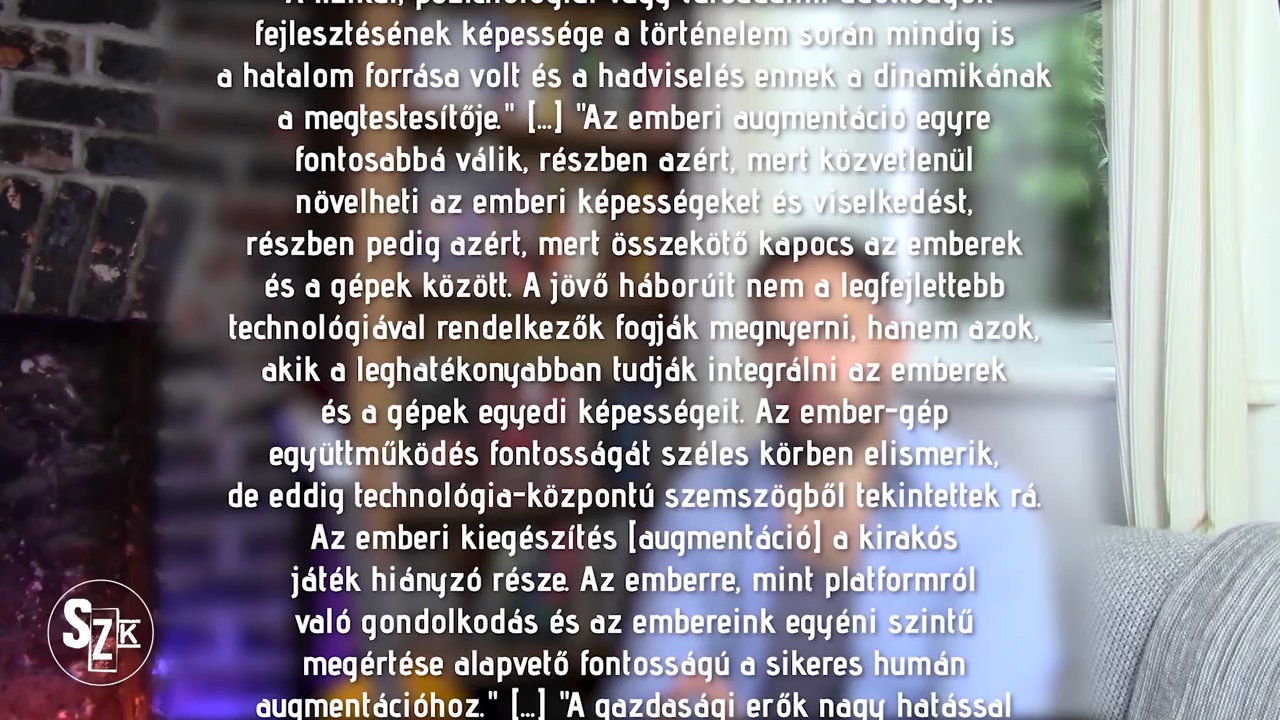 fejlesztésének képessége a történelem során mindig is
a hatalom forrása volt és a hadviselés ennek a dinamikának
a megtestesítője." [...] "Az emberi augmentáció egyre
fontosabbá válik, részben azért, mert közvetlenül
növelheti az emberi képességeket és viselkedést,
részben pedig azért, mert összekötő kapocs az emberek
és a gépek között. A jövő háborúit nem a legfejlettebb
technológiával rendelkezők fogják megnyerni, hanem azok,
akik a leghatékonyabban tudják integrálni az emberek
és a gépek egyedi képességeit. Az ember-gép
együttműködés fontosságát széles körben elismerik,
de eddig technológia-központú szemszögből tekintettek rá.
Az emberi kiegészítés [augmentáció] a kirakós
játék hiányzó része. Az emberre, mint platformról
való gondolkodás és az embereink egyéni szintű
megértése alapvető fontosságú a sikeres humán
augmentációhoz." [...] "A gazdasági erők nagy hatással
SZK